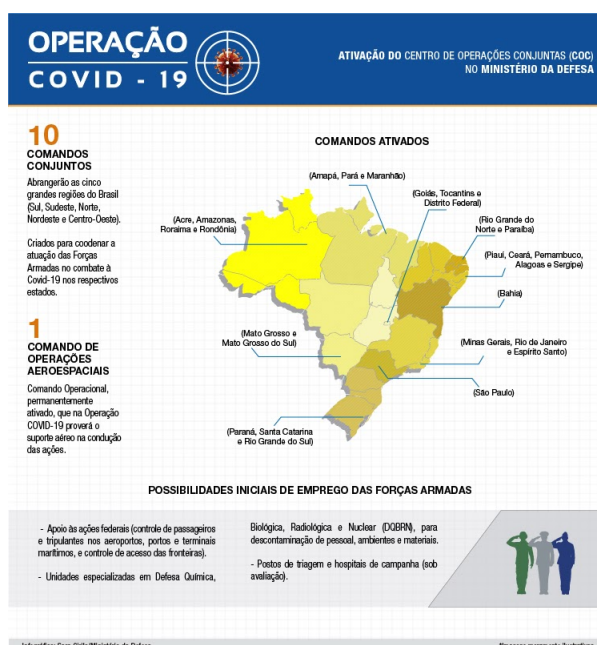 OPERAÇÃO
COVID - 19
ATIVAÇÃO DO CENTRO DE OPERAÇÕES CONJUNTAS (COC)
NO MINISTÉRIO DA DEFESA
10
COMANDOS
CONJUNTOS
Abrangerão as cinco
grandes regiões do Brasil
(Sul, Sudeste, Norte,
Nordeste e Centro-Oeste).
Criados para coodenar a
atuação das Forças
Armadas no combate à
Covid-19 nos respectivos
estados.
1
COMANDO DE
OPERAÇÕES
AEROESPACIAIS
Comando Operacional,
permanentemente
ativado, que na Operação
COVID-19 proverá o
suporte aéreo na condução
das ações.
COMANDOS ATIVADOS
(Amapá, Pará e Maranhão)
(Goiás, Tocantins e
Distrito Federal)
(Acre, Amazonas,
Roraima e Rondônia)
(Rio Grande do
Norte e Paraíba)
(Piauí, Ceará, Pernambuco,
Alagoas e Sergipe)
(Bahia)
(Mato Grosso e
Mato Grosso do Sul)
(Minas Gerais, Rio de Janeiro
e Espírito Santo)
(São Paulo)
(Paraná, Santa Catarina
e Rio Grande do Sul)
POSSIBILIDADES INICIAIS DE EMPREGO DAS FORÇAS ARMADAS
- Apoio às ações federais (controle de passageiros
e tripulantes nos aeroportos, portos e terminais
marítimos, e controle de acesso das fronteiras).
- Unidades especializadas em Defesa Química,
Biológica, Radiológica e Nuclear (DQBRN), para
descontaminação de pessoal, ambientes e materiais.
- Postos de triagem e hospitais de campanha (sob
avaliação).